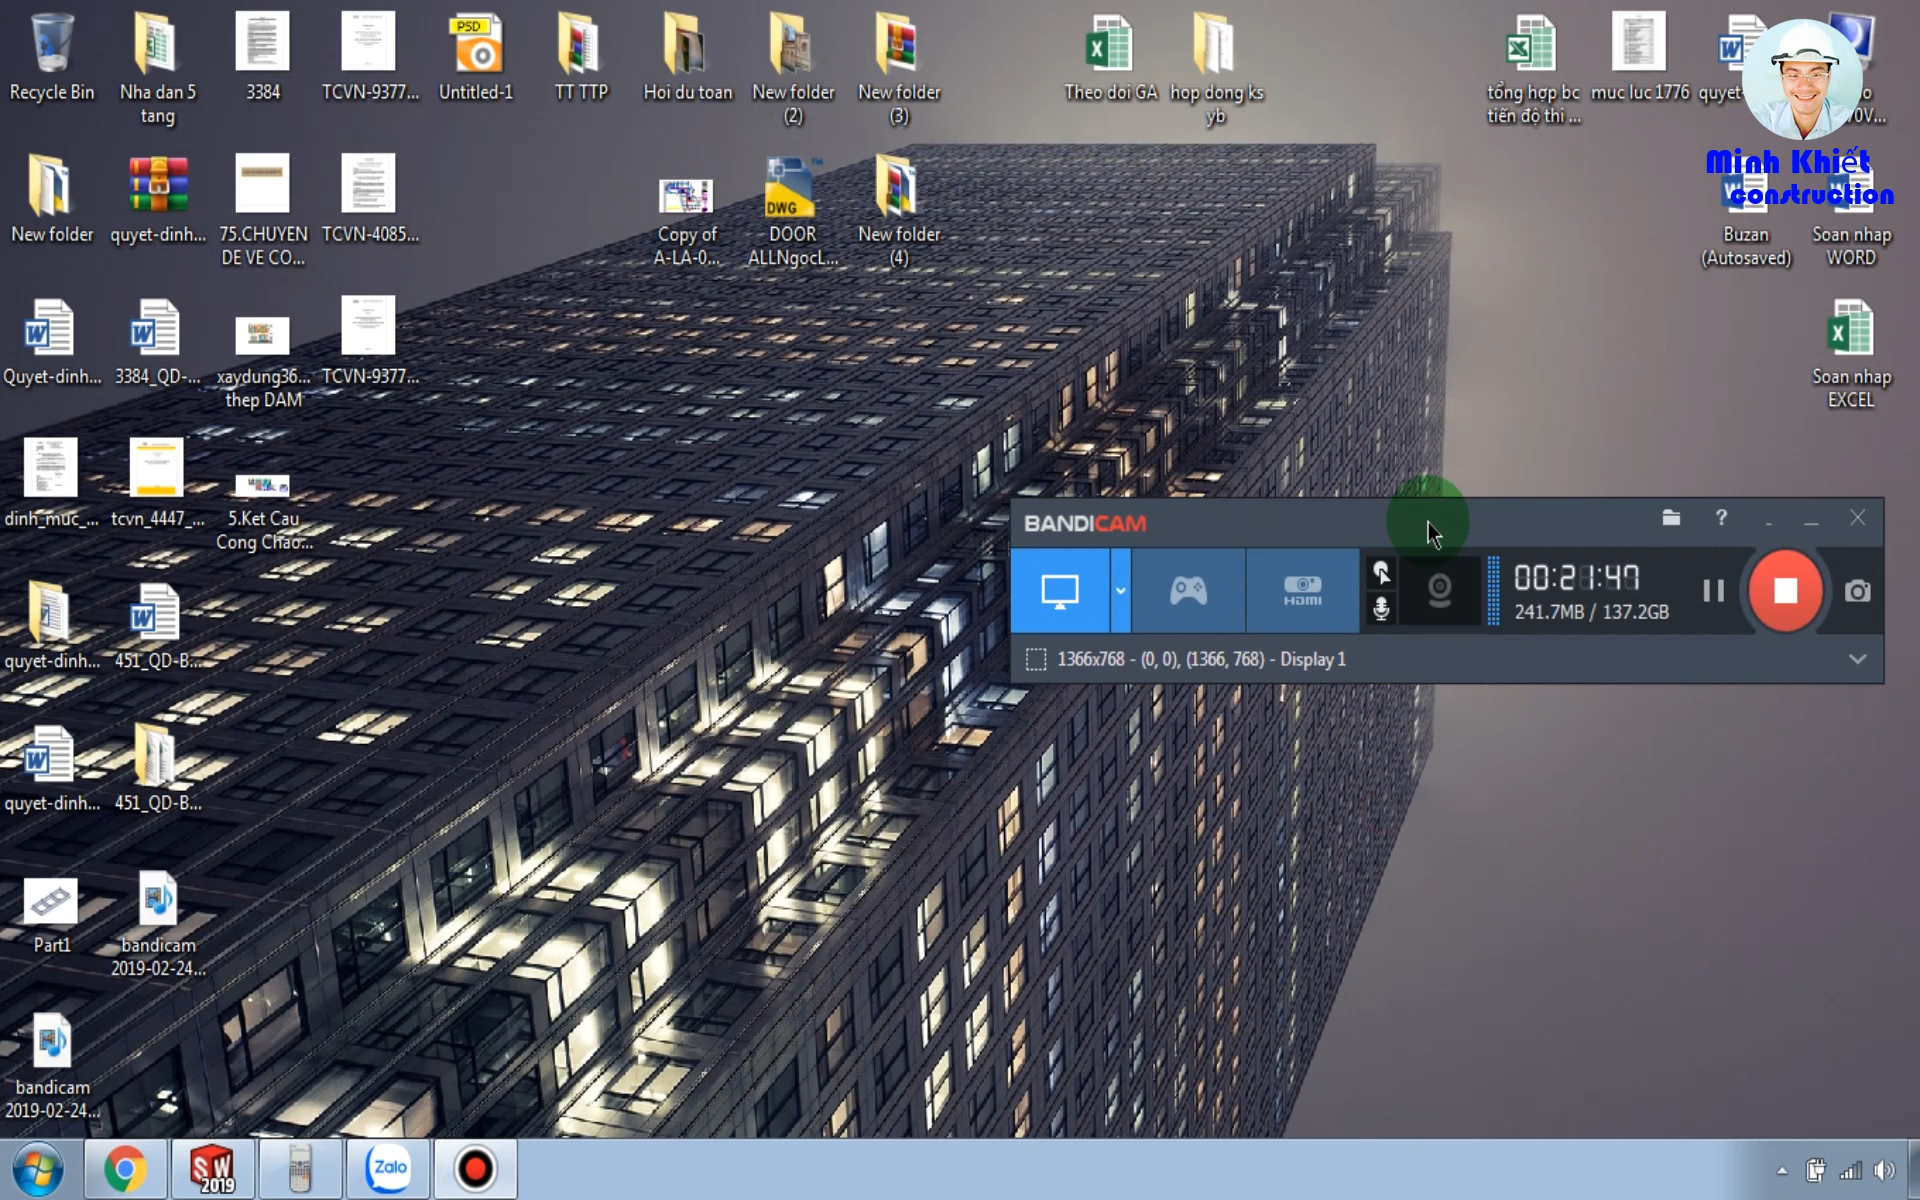 Recycle Bin
Nha dan 5
tang
3384
TCVN-9377...
PSD
Untitled-1
TT TTP
Hoi du toan
New folder
(2)
New folder
(3)
Theo doi GA
hop dong ks
yb
tổng hợp bc
tiến độ thi ...
muc luc 1776
Minh Khiết
construction
New folder
quyet-dinh...
75.CHUYEN
DE VE CO...
TCVN-4085...
Copy of
A-LA-0...
DWG
DOOR
ALLNgocL...
New folder
(4)
Buzan
(Autosaved)
Soan nhap
WORD
Quyet-dinh...
3384_QD-...
xaydung36...
thep DAM
TCVN-9377...
Soan nhap
EXCEL
dinh_muc_...
tcvn_4447_...
5.Ket Cau
Cong Chao...
BANDICAM
HDMI
00:21:47
241.7MB / 137.2GB
1366x768 - (0, 0), (1366, 768) - Display 1
quyet-dinh...
451_QD-B...
quyet-dinh...
451_QD-B...
Part1
bandicam
2019-02-24...
bandicam
2019-02-24...
SW
2019
Zalo